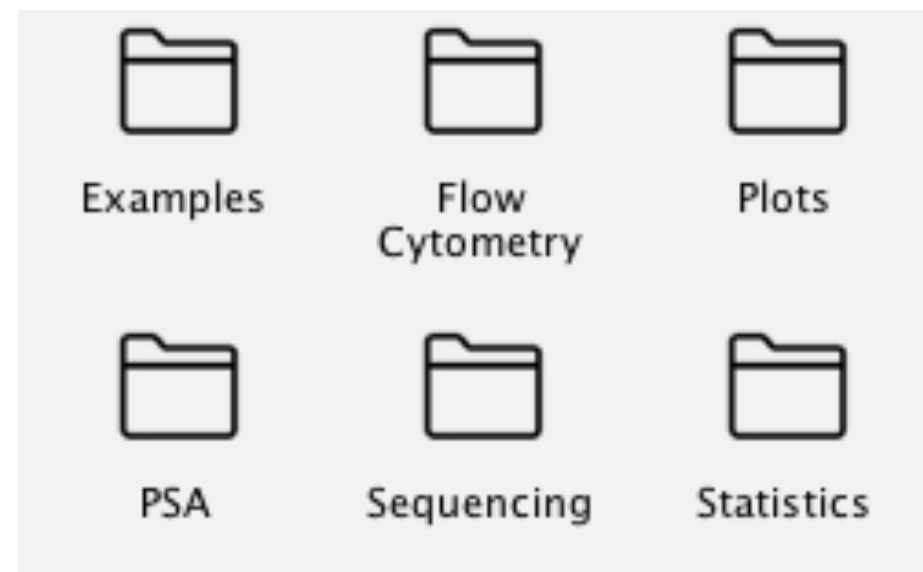 Examples
Flow
Cytometry
Plots
PSA
Sequencing
Statistics